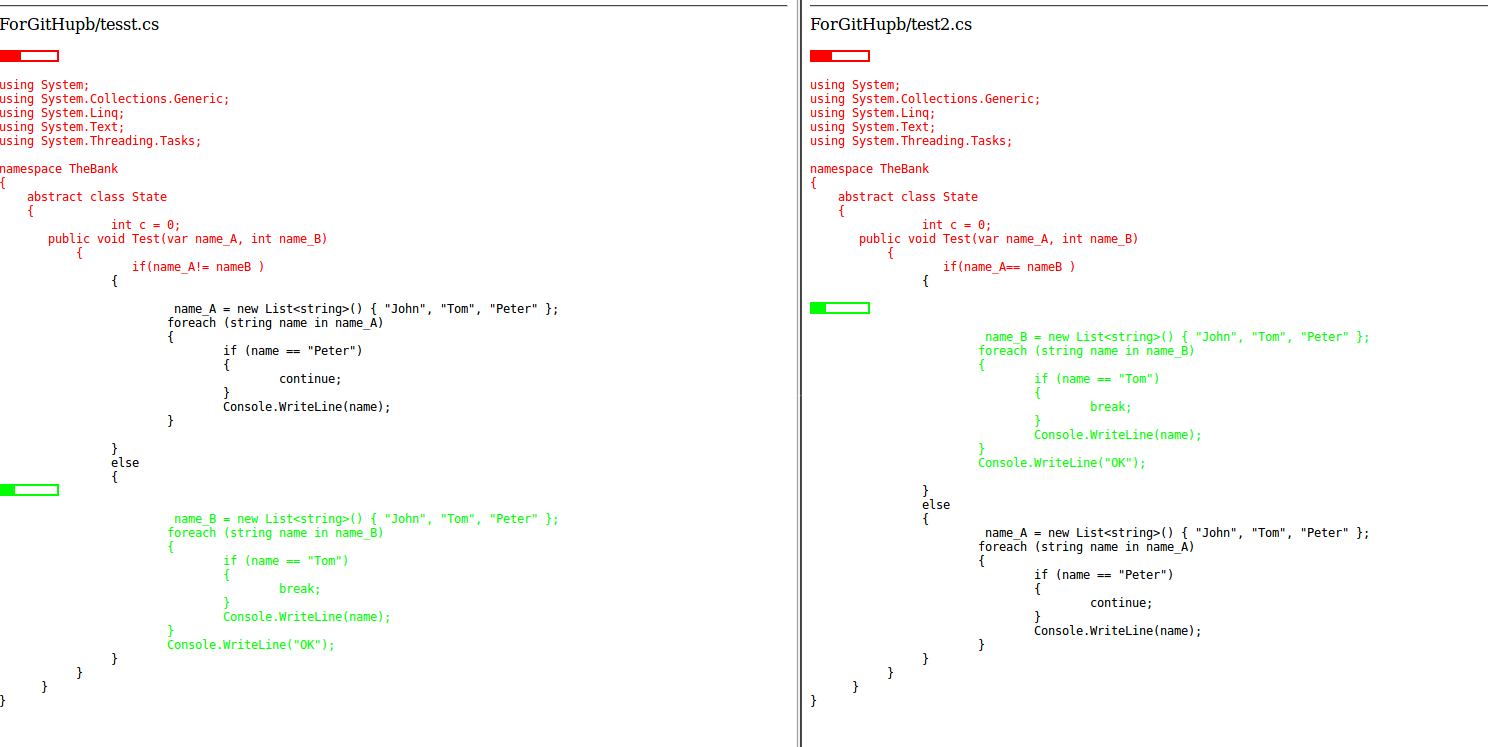 ForGitHupb/tesst.cs
using System;
using System.Collections.Generic;
using System.Linq;
using System.Text;
using System.Threading.Tasks;
namespace TheBank
{
abstract class State
{
int c = 0;
public void Test(var name_A, int name_B)
{
if(name_A!= nameB )
{
name_A = new List<string>() { "John", "Tom", "Peter" };
foreach (string name in name_A)
{
if (name == "Peter")
{
continue;
}
Console.WriteLine(name);
}
}
else
{
name_B = new List<string>() { "John", "Tom", "Peter" };
foreach (string name in name_B)
{
if (name == "Tom")
{
break;
}
Console.WriteLine(name);
}
Console.WriteLine("OK");
}
}
}
}
ForGitHupb/test2.cs
using System;
using System.Collections.Generic;
using System.Linq;
using System.Text;
using System.Threading.Tasks;
namespace TheBank
{
abstract class State
{
int c = 0;
public void Test(var name_A, int name_B)
{
if(name_A== nameB )
{
name_B = new List<string>() { "John", "Tom", "Peter" };
foreach (string name in name_B)
{
if (name == "Tom")
{
break;
}
Console.WriteLine(name);
}
Console.WriteLine("OK");
}
else
{
name_A = new List<string>() { "John", "Tom", "Peter" };
foreach (string name in name_A)
{
if (name == "Peter")
{
continue;
}
Console.WriteLine(name);
}
}
}
}
}